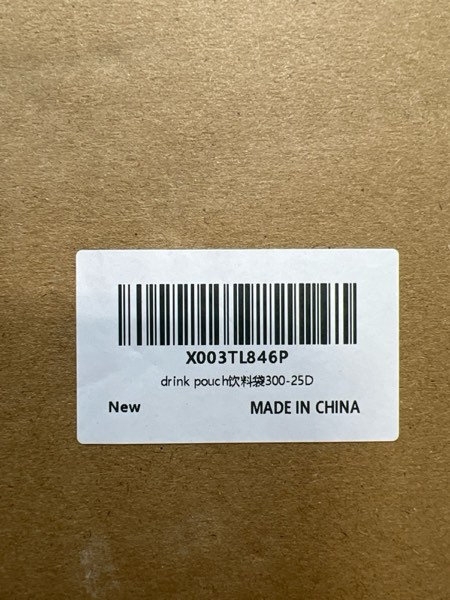 X003TL846P
drink pouch饮料袋300-25D
New MADE IN CHINA